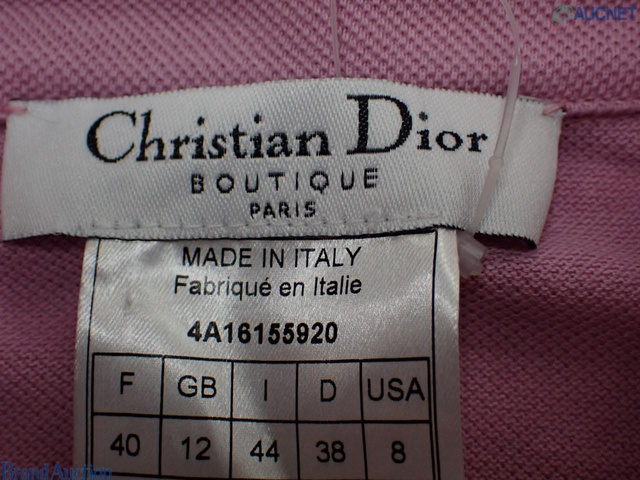 AUCNET
Christian Dior
BOUTIQUE
PARIS
MADE IN ITALY
Fabriqué en Italie
4A16155920
F GB I D USA
40 12 44 38 8
Brand Auction